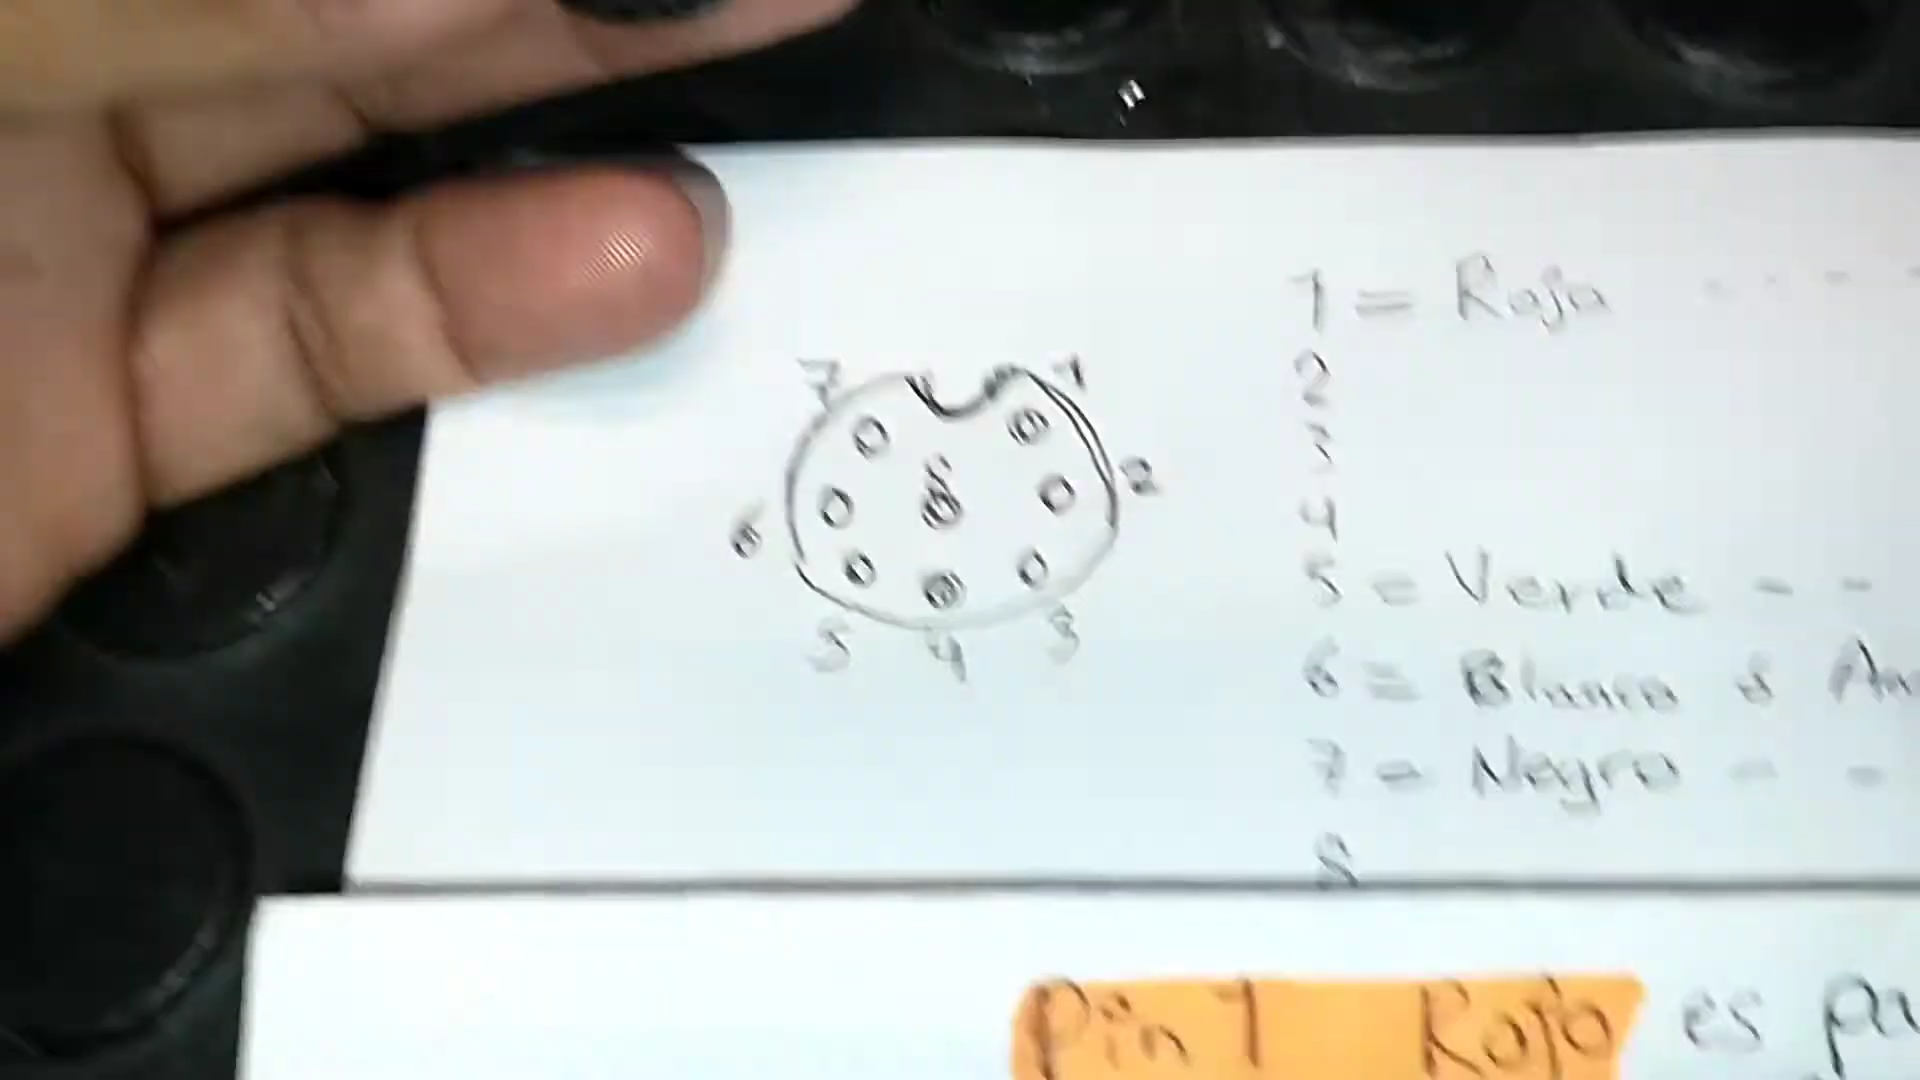 7 1
8
6 2
5 4 3
1 = Rojo - - - -
2
3
4
5 = Verde - -
6 = Blanco ó
7 = Negro - -
8
Pin 1 Rojo es